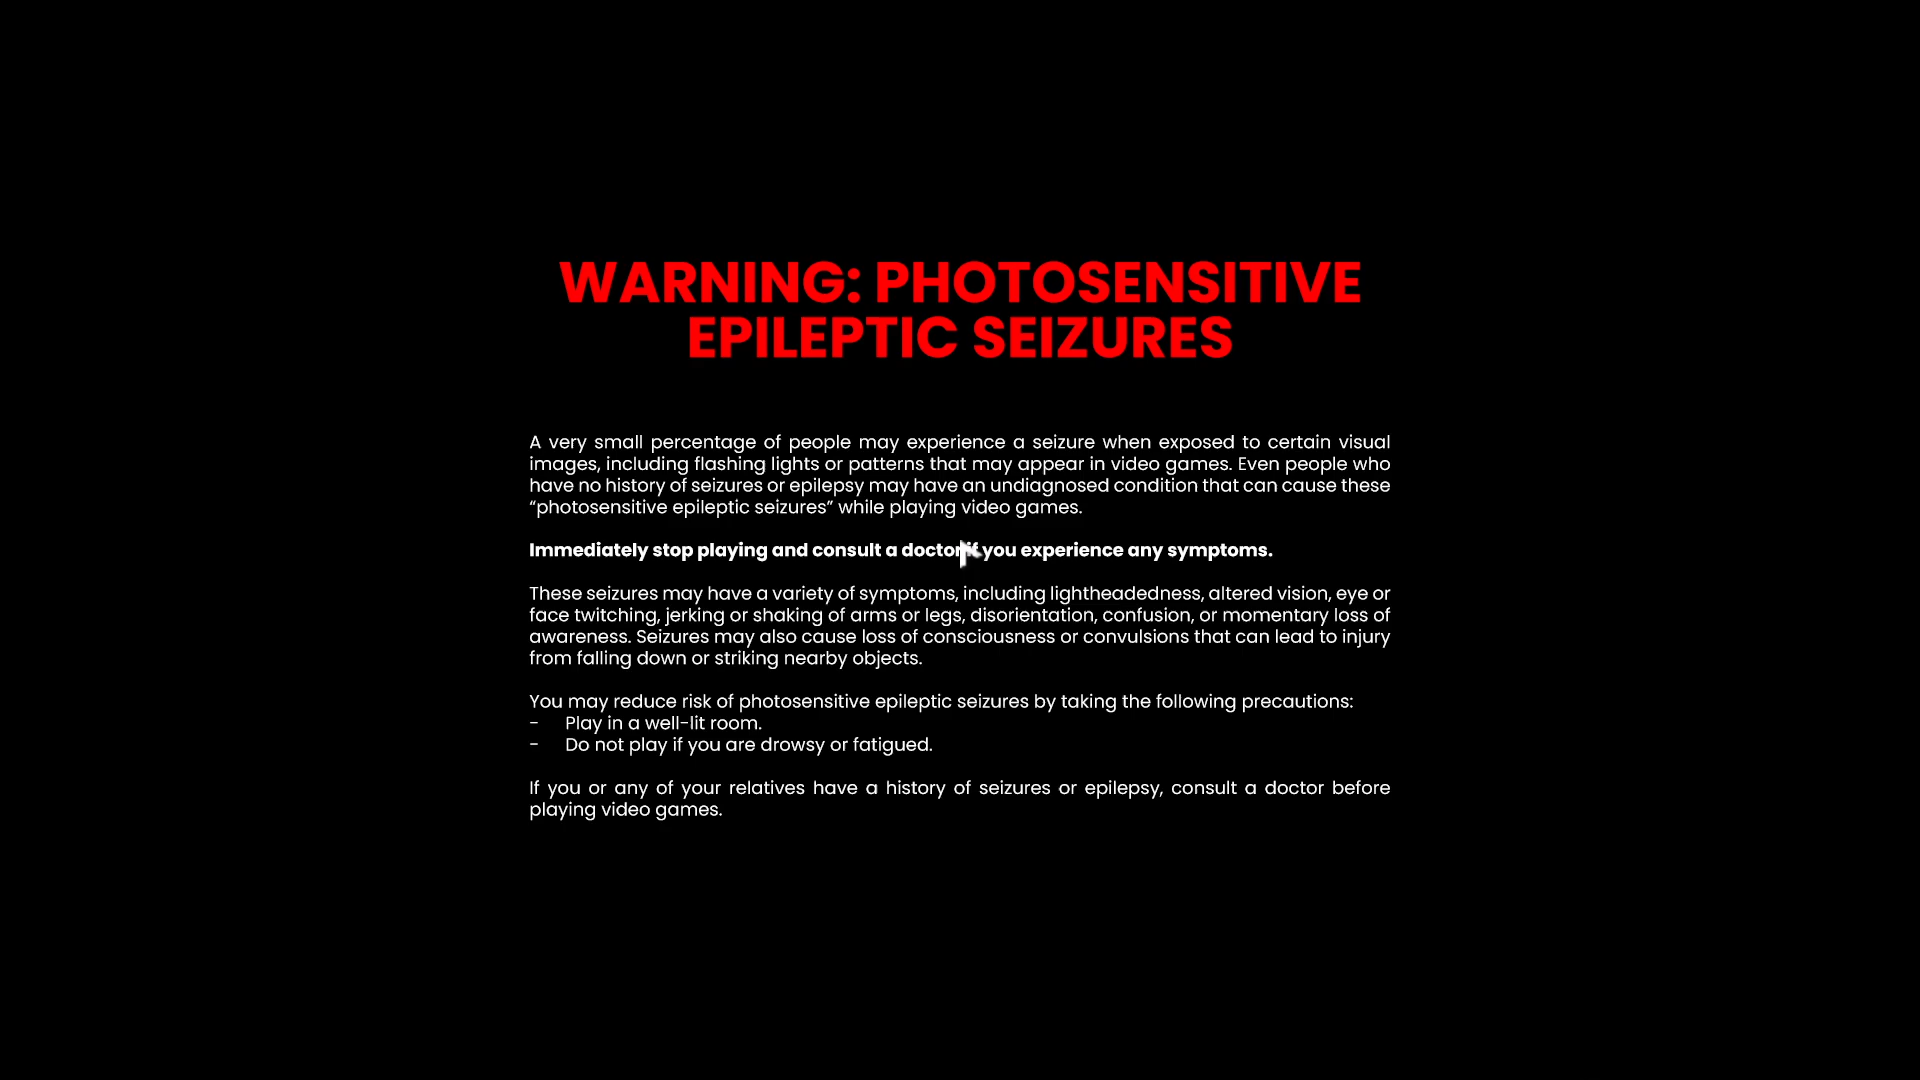 WARNING: PHOTOSENSITIVE
EPILEPTIC SEIZURES
A very small percentage of people may experience a seizure when exposed to certain visual
images, including flashing lights or patterns that may appear in video games. Even people who
have no history of seizures or epilepsy may have an undiagnosed condition that can cause these
“photosensitive epileptic seizures” while playing video games.
Immediately stop playing and consult a doctor if you experience any symptoms.
These seizures may have a variety of symptoms, including lightheadedness, altered vision, eye or
face twitching, jerking or shaking of arms or legs, disorientation, confusion, or momentary loss of
awareness. Seizures may also cause loss of consciousness or convulsions that can lead to injury
from falling down or striking nearby objects.
You may reduce risk of photosensitive epileptic seizures by taking the following precautions:
- Play in a well-lit room.
- Do not play if you are drowsy or fatigued.
If you or any of your relatives have a history of seizures or epilepsy, consult a doctor before
playing video games.